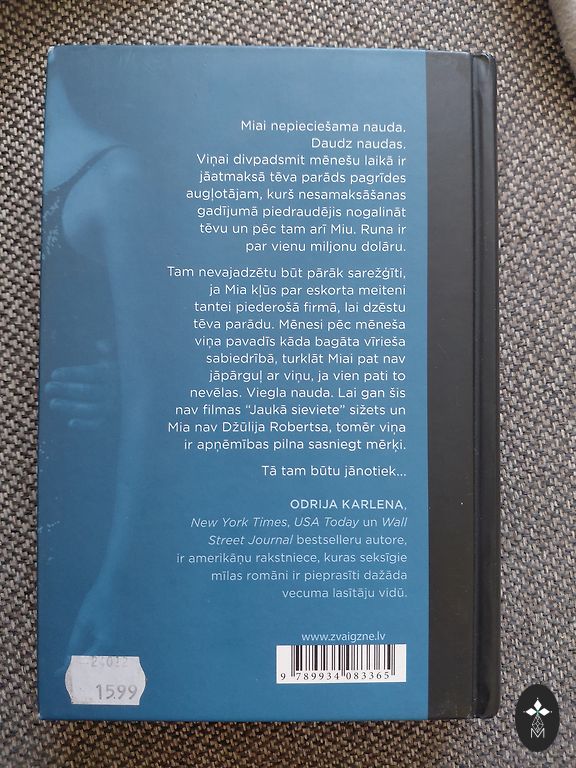 Miai nepieciešama nauda.
Daudz naudas.
Viņai divpadsmit mēnešu laikā ir
jāatmaksā tēva parāds pagrīdes
augļotājam, kurš nesamaksāšanas
gadījumā piedraudējis nogalināt
tēvu un pēc tam arī Miu. Runa ir
par vienu miljonu dolāru.
Tam nevajadzētu būt pārāk sarežģīti,
ja Mia kļūs par eskorta meiteni
tantei piederošā firmā, lai dzēstu
tēva parādu. Mēnesi pēc mēneša
viņa pavadīs kāda bagāta vīrieša
sabiedrībā, turklāt Miai pat nav
jāpārguļ ar viņu, ja vien pati to
nevēlas. Viegla nauda. Lai gan šis
nav filmas “Jaukā sieviete” sižets un
Mia nav Džūlija Robertsa, tomēr viņa
ir apņēmības pilna sasniegt mērķi.
Tā tam būtu jānotiek...
ODRIJA KARLENA,
New York Times, USA Today un Wall
Street Journal bestselleru autore,
ir amerikāņu rakstniece, kuras seksīgie
mīlas romāni ir pieprasīti dažāda
vecuma lasītāju vidū.
www.zvaigzne.lv
9 789934 083365
15.99
M